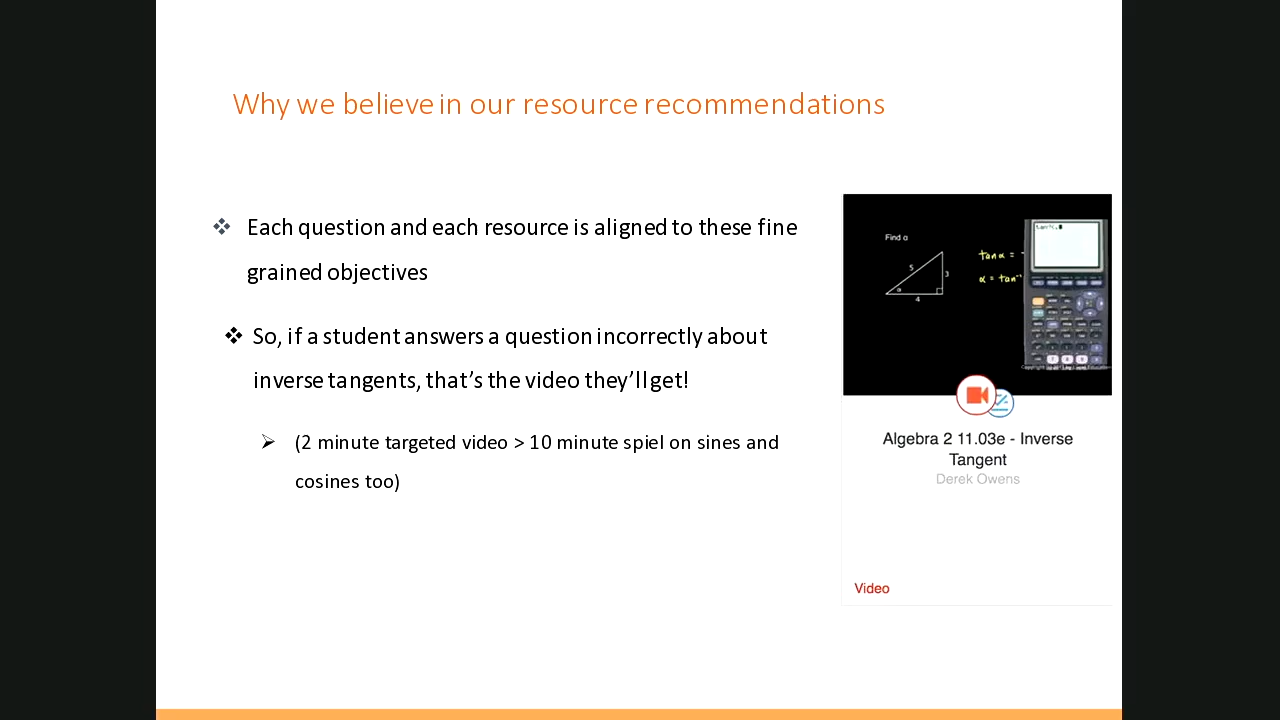 Why we believe in our resource recommendations
Each question and each resource is aligned to these fine
grained objectives
So, if a student answers a question incorrectly about
inverse tangents, that's the video they'll get!
(2 minute targeted video > 10 minute spiel on sines and
cosines too)
Find α
5
3
α
4
tan α =
α = tan⁻¹
Algebra 2 11.03e - Inverse
Tangent
Derek Owens
Video